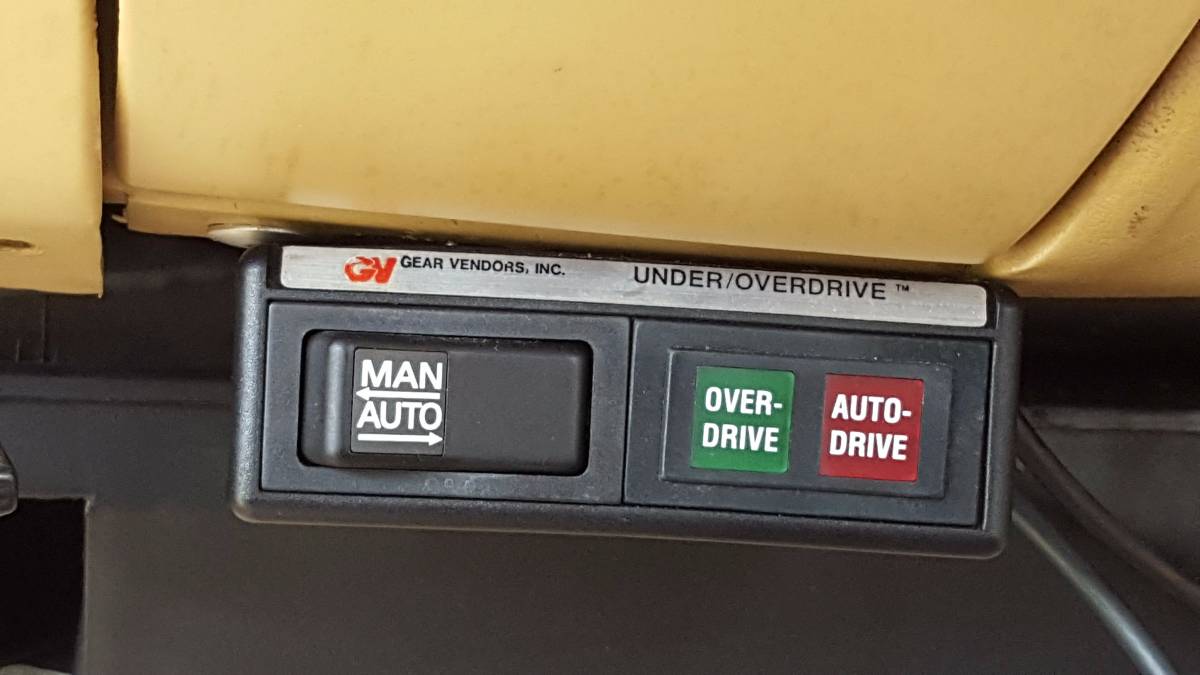 GV GEAR VENDORS, INC. UNDER/OVERDRIVE ™
MAN
AUTO
OVER-
DRIVE
AUTO-
DRIVE